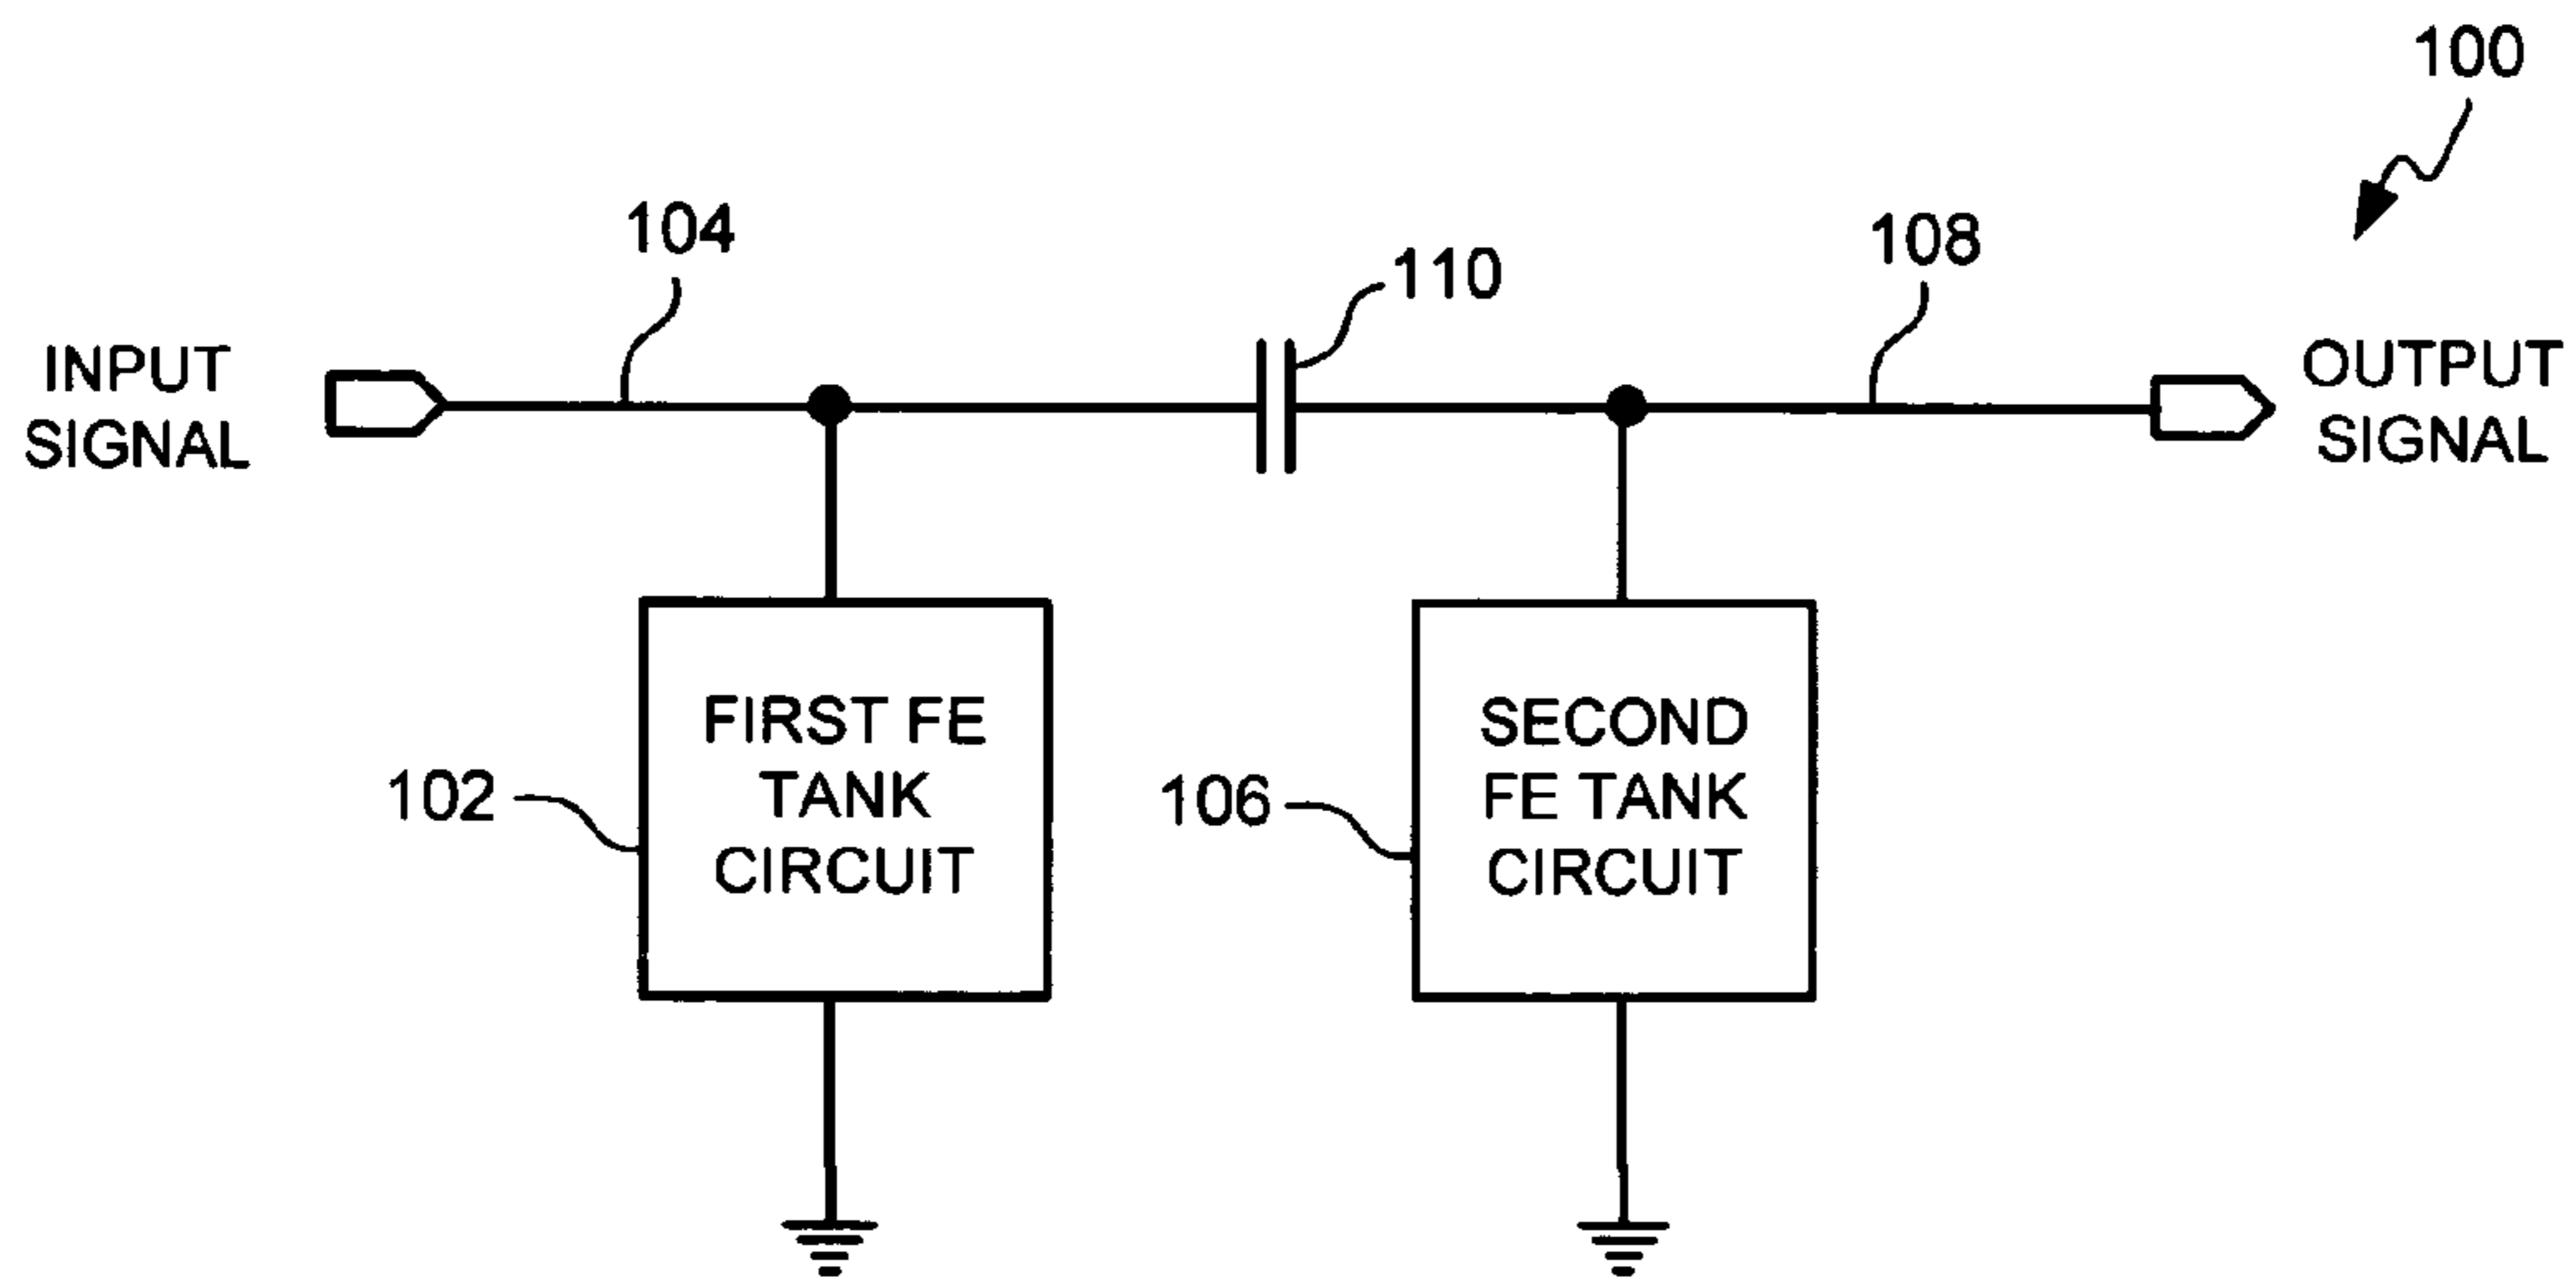 100
104
110
108
INPUT
SIGNAL
OUTPUT
SIGNAL
FIRST FE
TANK
CIRCUIT
102
SECOND
FE TANK
CIRCUIT
106